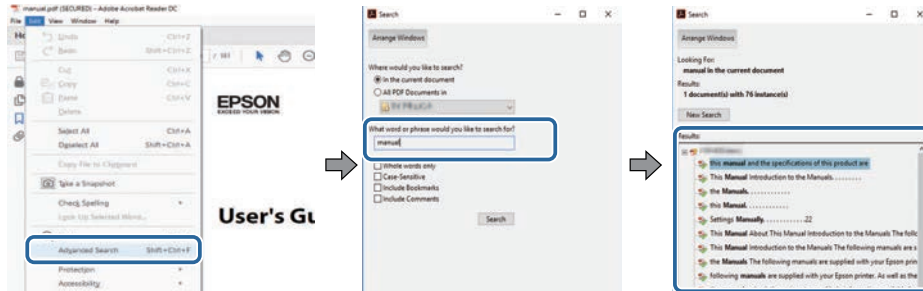 manual.pdf (SECURED) - Adobe Acrobat Reader DC
File Edit View Window Help
Undo Ctrl+Z
Redo Shift+Ctrl+Z
Cut Ctrl+X
Copy Ctrl+C
Paste Ctrl+V
Delete
Select All Ctrl+A
Deselect All Shift+Ctrl+A
Copy File to Clipboard
Take a Snapshot
Check Spelling
Look Up Selected Word...
Advanced Search Shift+Ctrl+F
Protection
Accessibility
EPSON
EXCEED YOUR VISION
User's Gu
Search
Arrange Windows
Where would you like to search?
In the current document
All PDF Documents in
What word or phrase would you like to search for?
manual
Whole words only
Case-Sensitive
Include Bookmarks
Include Comments
Search
Search
Arrange Windows
Looking For:
manual in the current document
Results:
1 document(s) with 76 instance(s)
New Search
Results:
this manual and the specifications of this product are
This Manual Introduction to the Manuals.........
the Manuals.............
this Manual.............
Settings Manually.............22
This Manual About This Manual Introduction to the Manuals The follo
This Manual Introduction to the Manuals The following manuals are s
the Manuals The following manuals are supplied with your Epson prin
following manuals are supplied with your Epson printer. As well as the